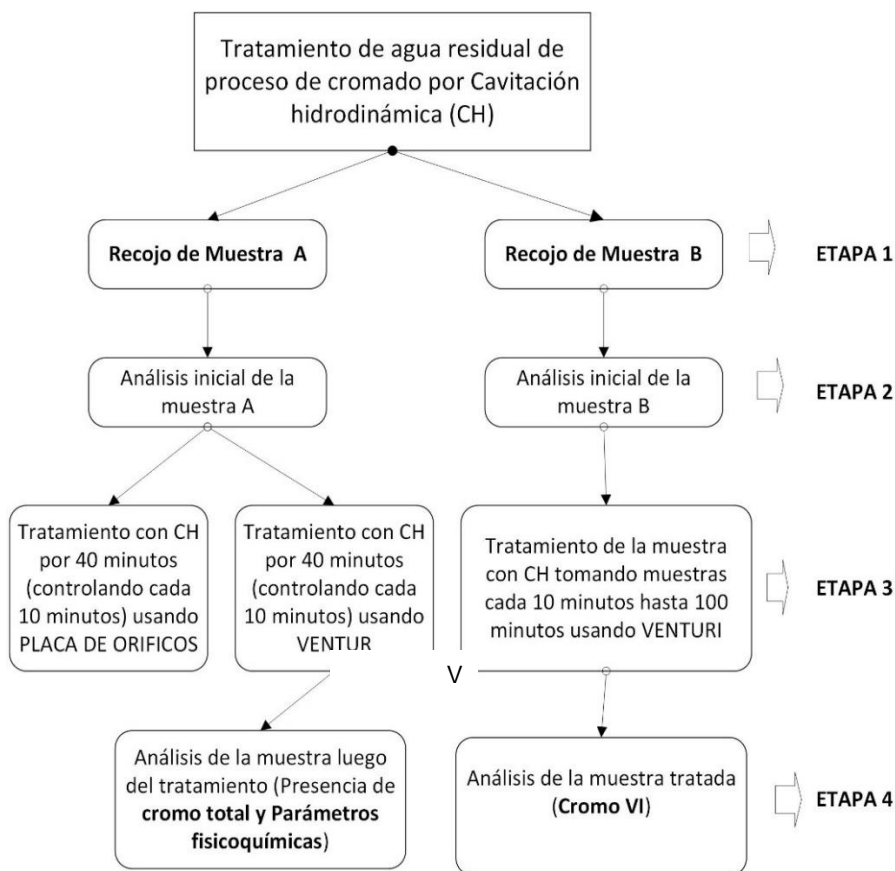 Tratamiento de agua residual de
proceso de cromado por Cavitación
hidrodinámica (CH)
Recojo de Muestra A
Recojo de Muestra B
ETAPA 1
Análisis inicial de la
muestra A
Análisis inicial de la
muestra B
ETAPA 2
Tratamiento con CH
por 40 minutos
(controlando cada
10 minutos) usando
PLACA DE ORIFICOS
Tratamiento con CH
por 40 minutos
(controlando cada
10 minutos) usando
VENTUR
Tratamiento de la muestra
con CH tomando muestras
cada 10 minutos hasta 100
minutos usando VENTURI
ETAPA 3
V
Análisis de la muestra luego
del tratamiento (Presencia de
cromo total y Parámetros
fisicoquímicas)
Análisis de la muestra tratada
(Cromo VI)
ETAPA 4